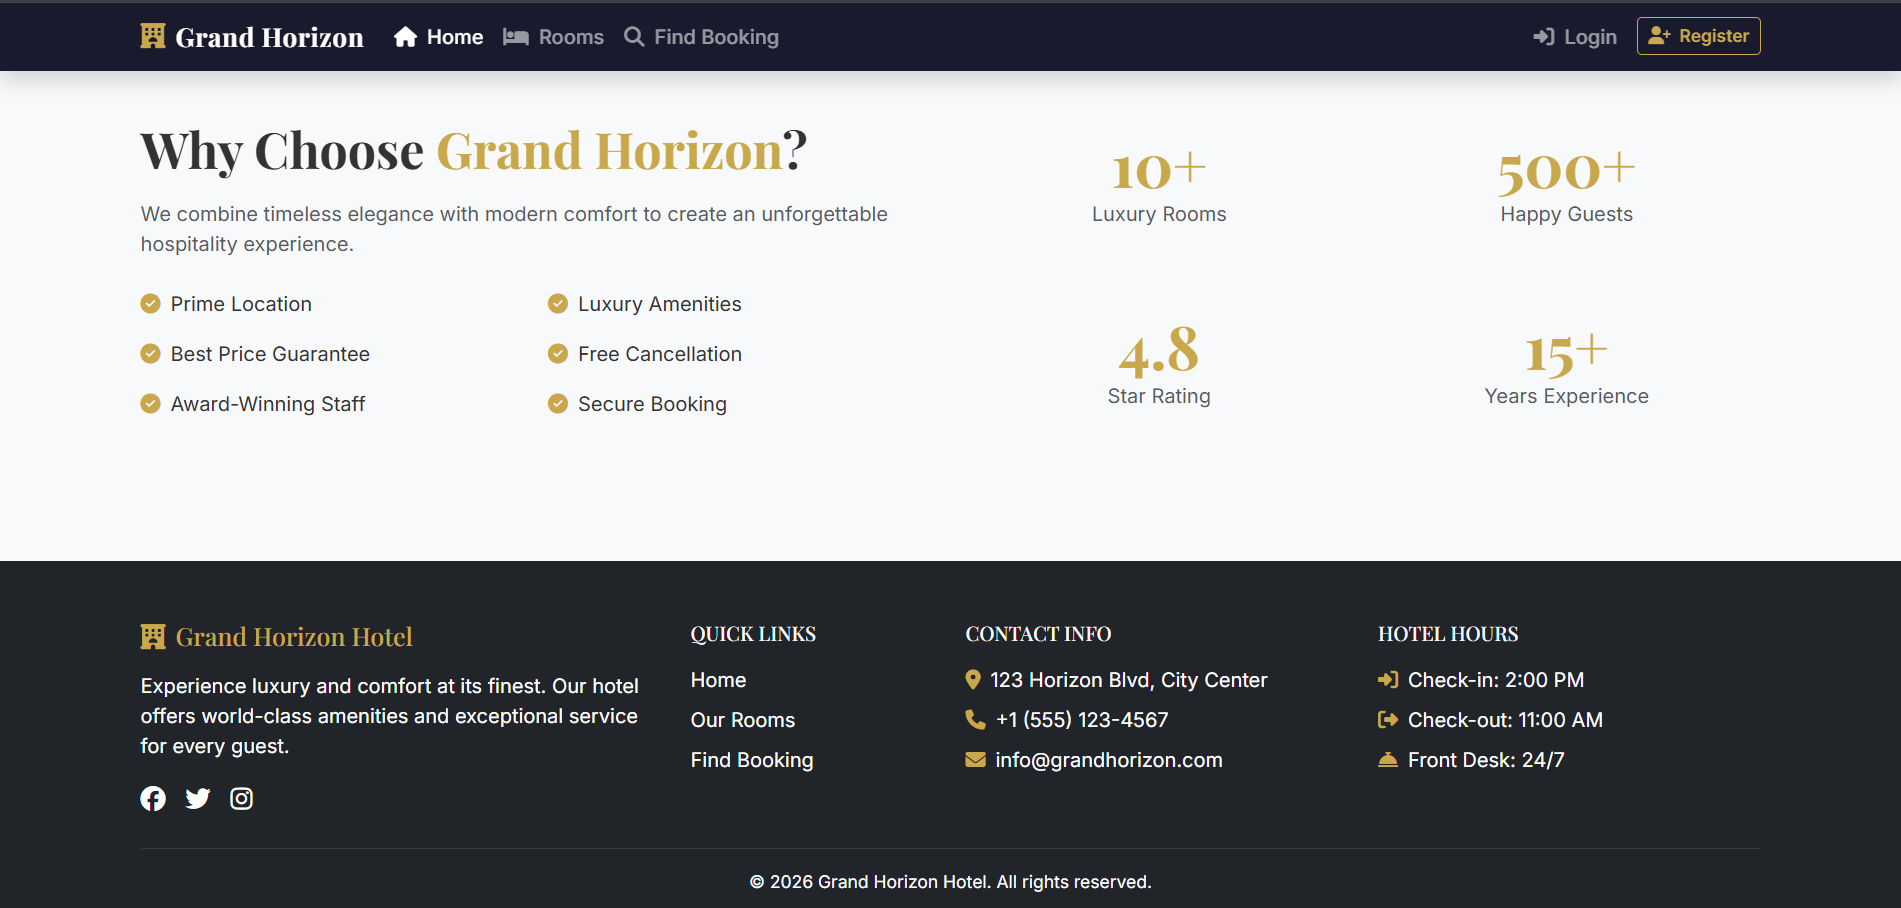 Grand Horizon
Home
Rooms
Find Booking
Login
Register
Why Choose Grand Horizon?
We combine timeless elegance with modern comfort to create an unforgettable
hospitality experience.
Prime Location
Luxury Amenities
Best Price Guarantee
Free Cancellation
Award-Winning Staff
Secure Booking
10+
Luxury Rooms
500+
Happy Guests
4.8
Star Rating
15+
Years Experience
Grand Horizon Hotel
Experience luxury and comfort at its finest. Our hotel
offers world-class amenities and exceptional service
for every guest.
QUICK LINKS
Home
Our Rooms
Find Booking
CONTACT INFO
123 Horizon Blvd, City Center
+1 (555) 123-4567
info@grandhorizon.com
HOTEL HOURS
Check-in: 2:00 PM
Check-out: 11:00 AM
Front Desk: 24/7
© 2026 Grand Horizon Hotel. All rights reserved.